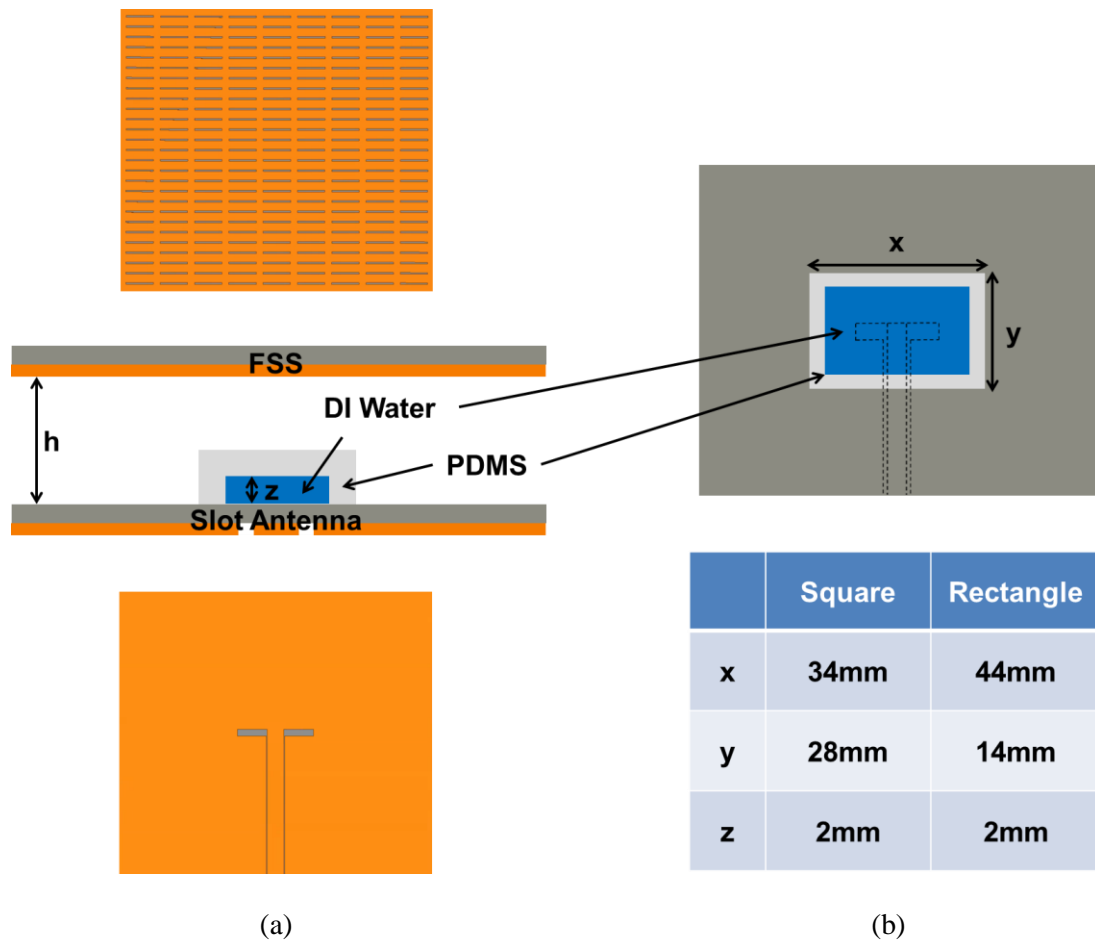 FSS
h
DI Water
PDMS
z
Slot Antenna
(a)
x
y
Square Rectangle
x 34mm 44mm
y 28mm 14mm
z 2mm 2mm
(b)